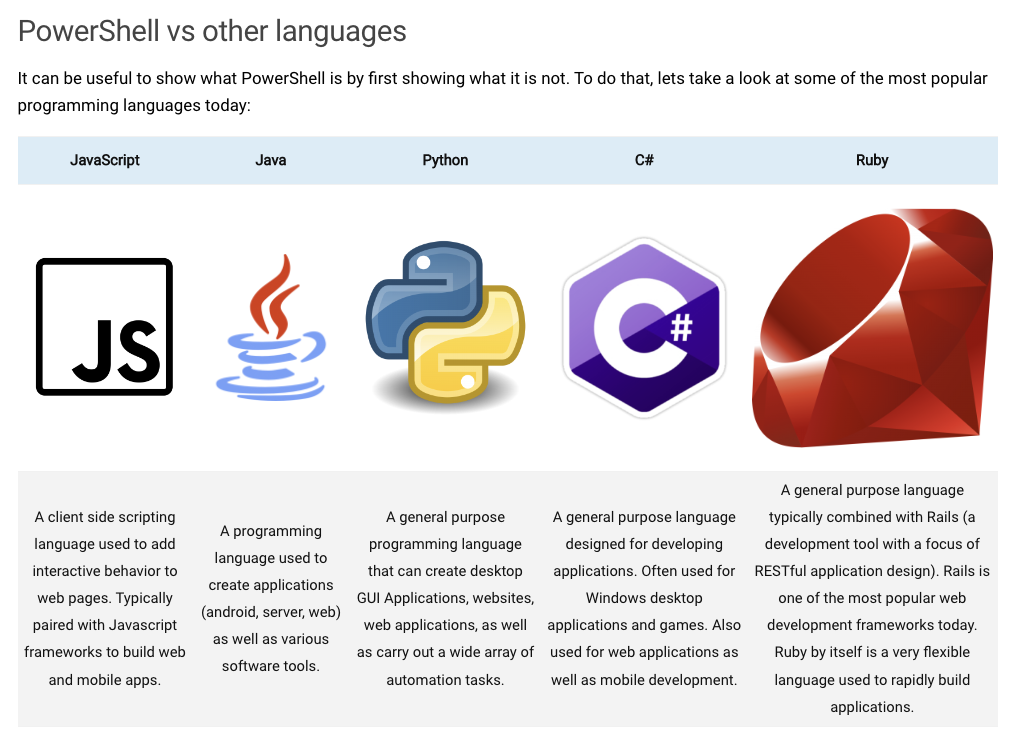 PowerShell vs other languages
It can be useful to show what PowerShell is by first showing what it is not. To do that, lets take a look at some of the most popular
programming languages today:
JavaScript Java Python C# Ruby
JS
C#
A client side scripting
language used to add
interactive behavior to
web pages. Typically
paired with Javascript
frameworks to build web
and mobile apps.
A programming
language used to
create applications
(android, server, web)
as well as various
software tools.
A general purpose
programming language
that can create desktop
GUI Applications, websites,
web applications, as well
as carry out a wide array of
automation tasks.
A general purpose language
designed for developing
applications. Often used for
Windows desktop
applications and games. Also
used for web applications as
well as mobile development.
A general purpose language
typically combined with Rails (a
development tool with a focus of
RESTful application design). Rails is
one of the most popular web
development frameworks today.
Ruby by itself is a very flexible
language used to rapidly build
applications.